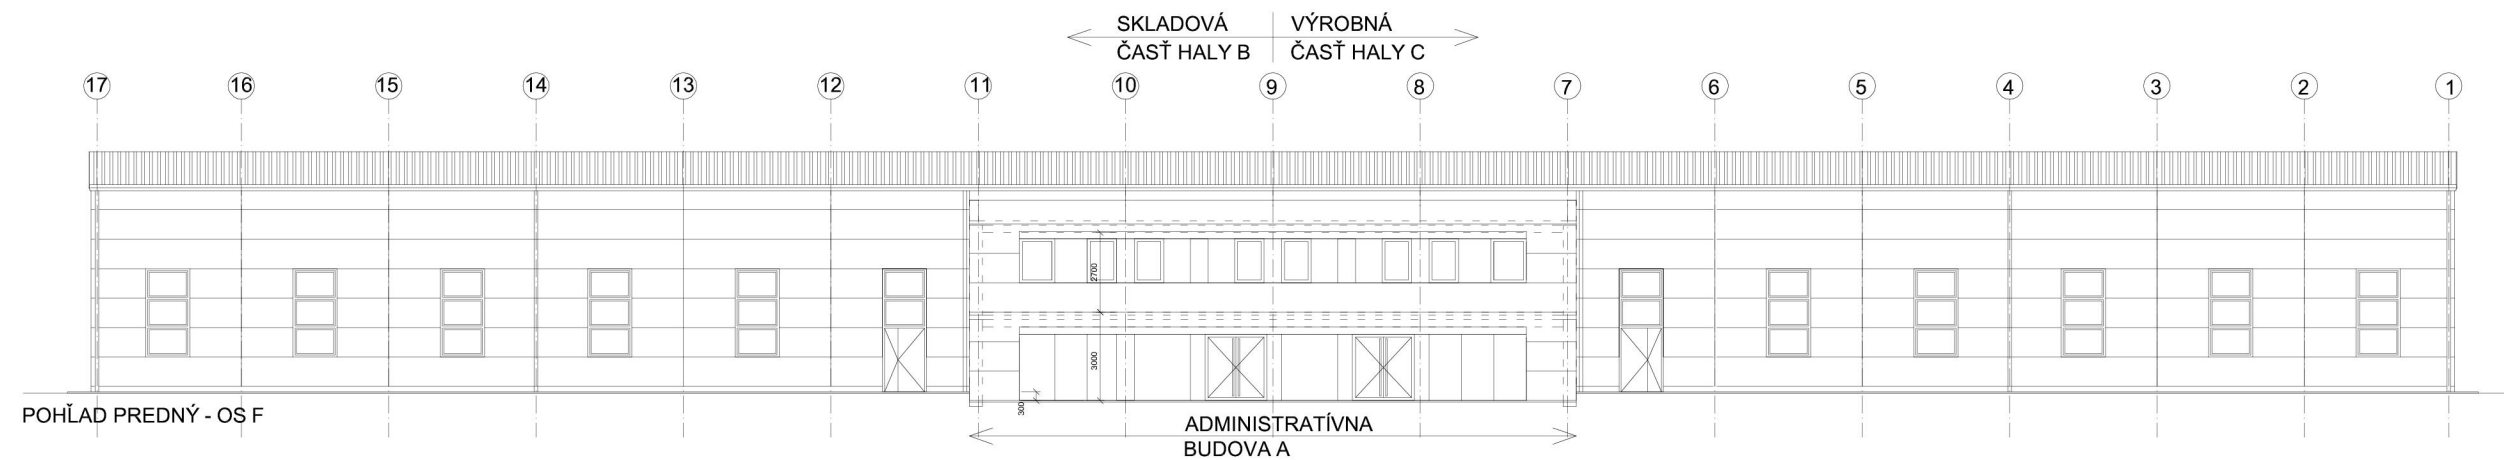 SKLADOVÁ VÝROBNÁ
ČASŤ HALY B ČASŤ HALY C
17 16 15 14 13 12 11 10 9 8 7 6 5 4 3 2 1
2700
3000
300
POHĽAD PREDNÝ - OS F
ADMINISTRATÍVNA
BUDOVA A